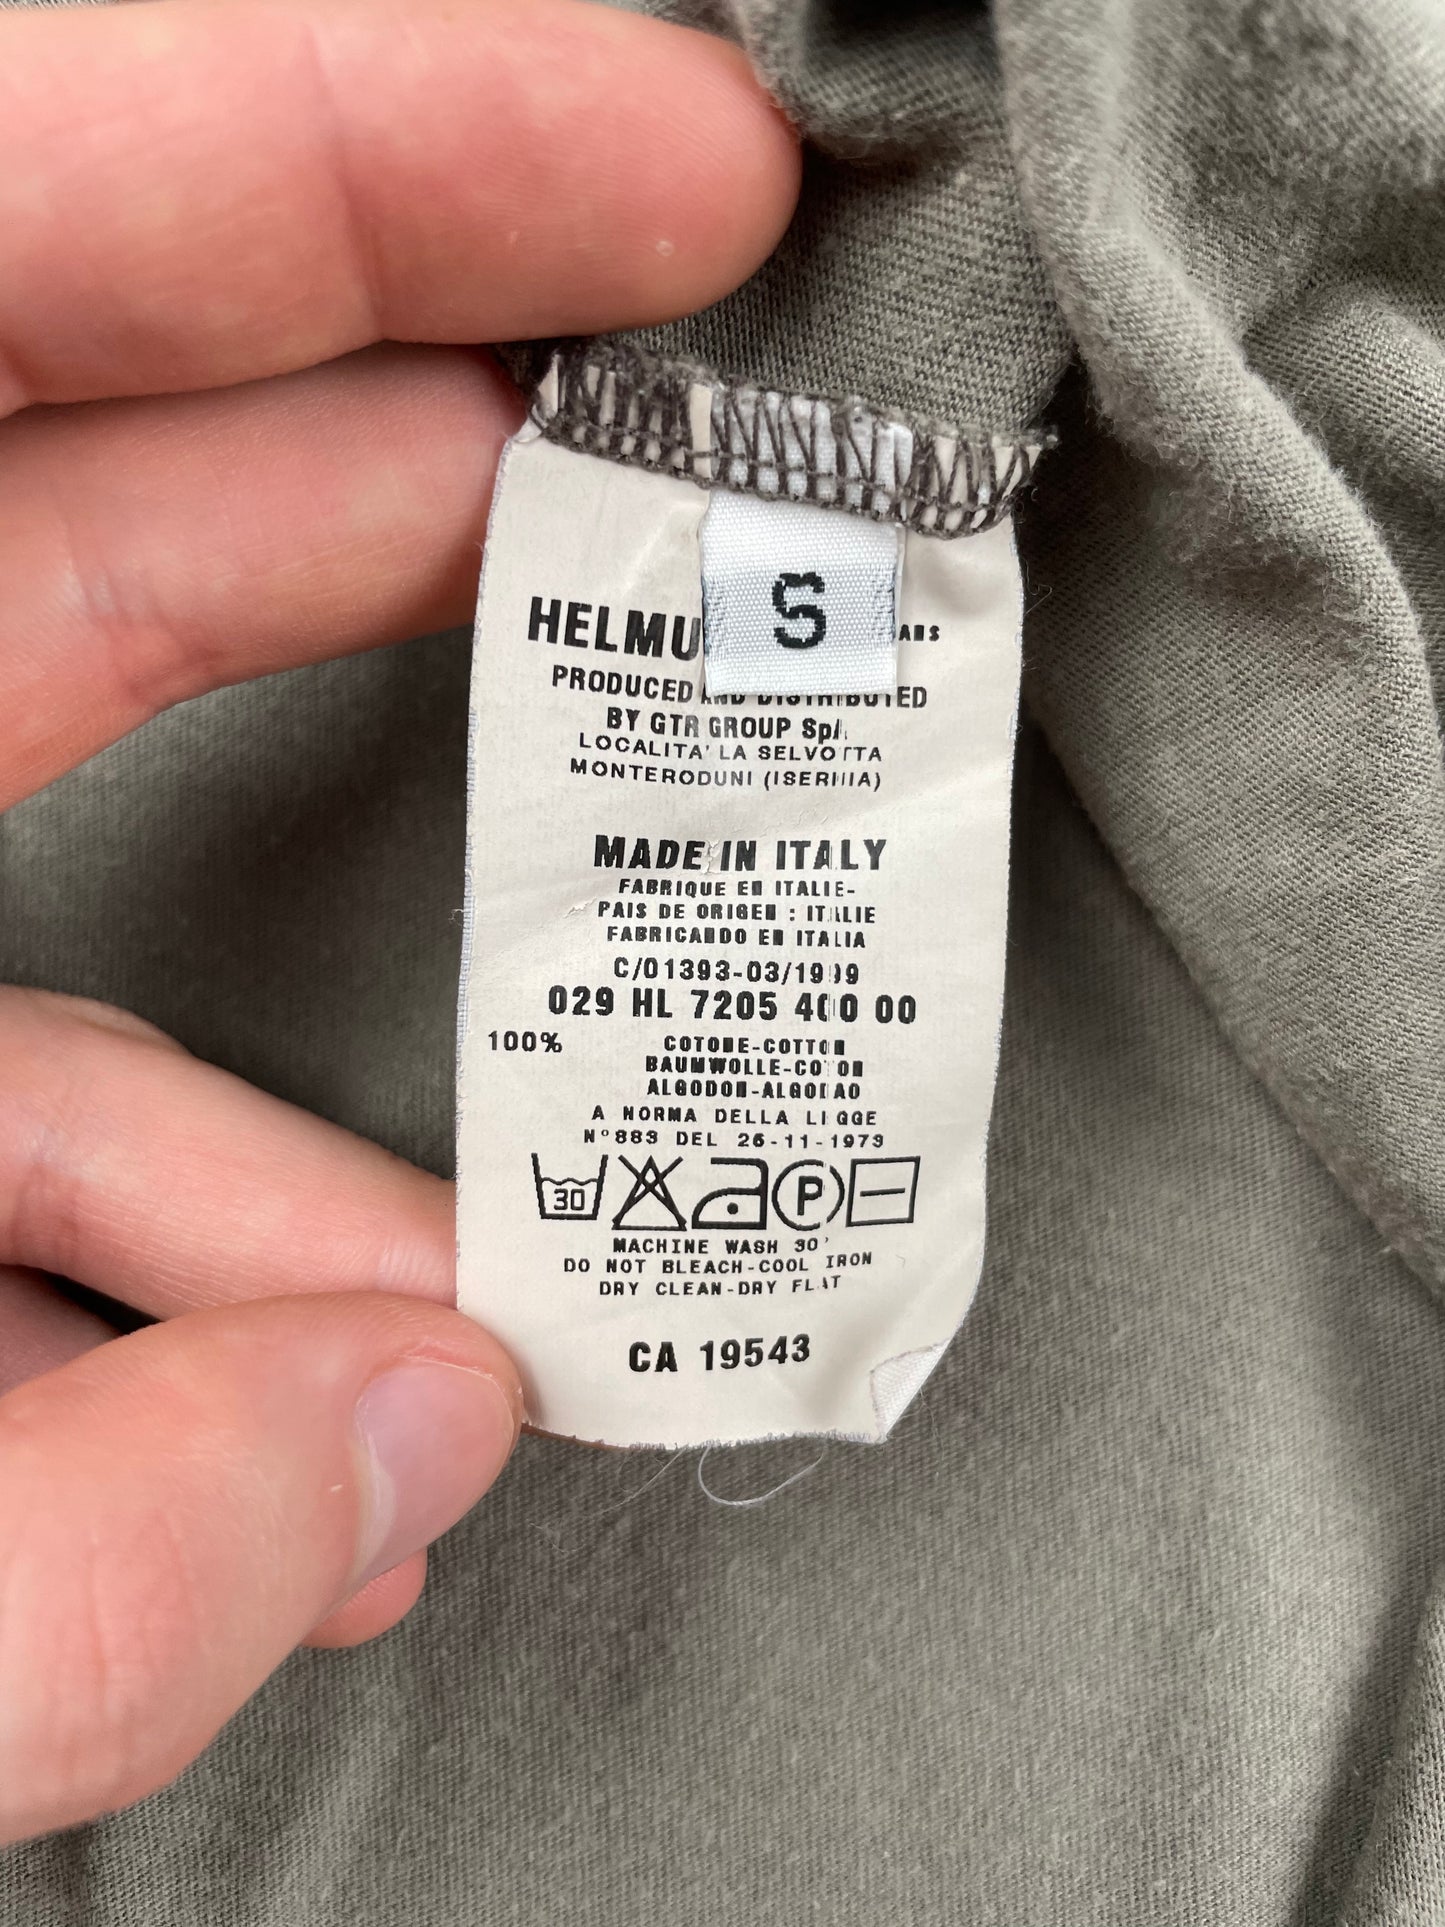 S
HELMU ANS
PRODUCED AND DISTRIBUTED
BY GTR GROUP SpA.
LOCALITA' LA SELVOTTA
MONTERODUNI (ISERNIA)
MADE IN ITALY
FABRIQUE EN ITALIE-
PAIS DE ORIGEN : ITALIE
FABRICANDO EN ITALIA
C/01393-03/1999
029 HL 7205 400 00
100% COTONE-COTTON
BAUMWOLLE-COTON
ALGODON-ALGODAO
A NORMA DELLA LEGGE
N°883 DEL 26-11-1973
30 P
MACHINE WASH 30'
DO NOT BLEACH-COOL IRON
DRY CLEAN-DRY FLAT
CA 19543